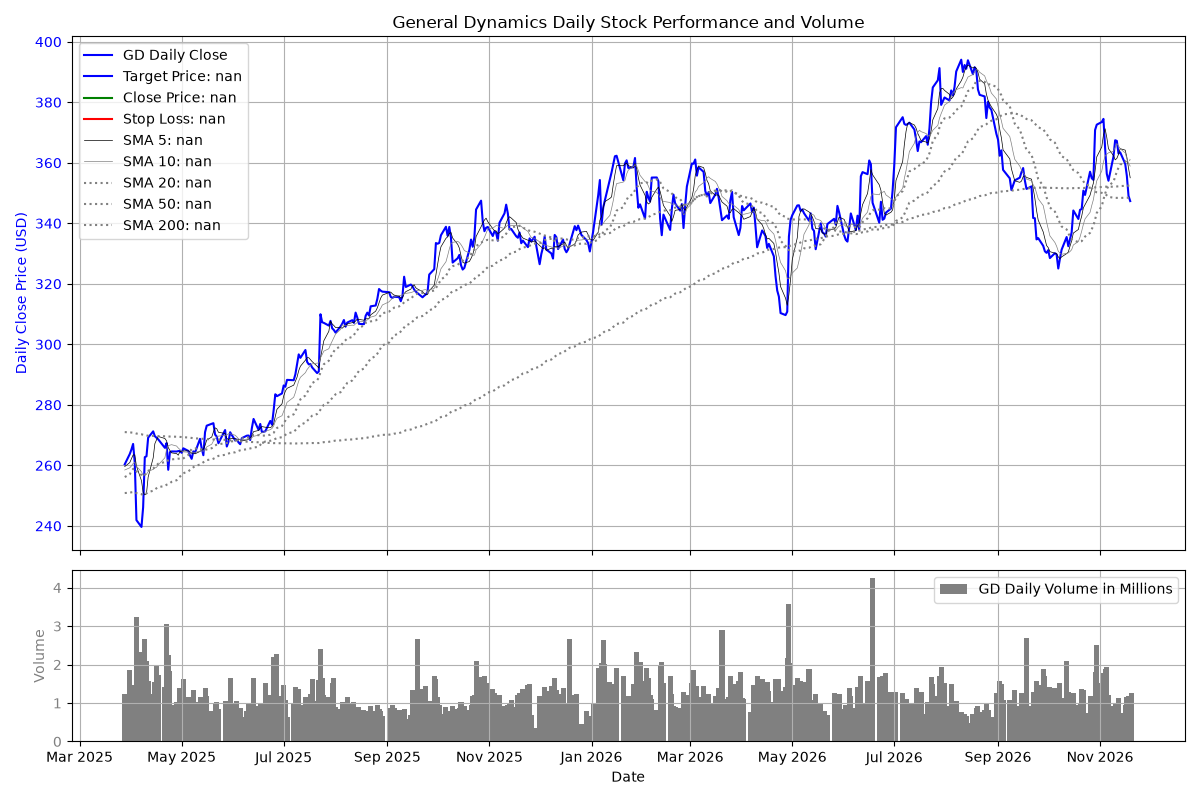 General Dynamics Daily Stock Performance and Volume
400
380
360
340
320
300
280
260
240
Daily Close Price (USD)
GD Daily Close
Target Price: nan
Close Price: nan
Stop Loss: nan
SMA 5: nan
SMA 10: nan
SMA 20: nan
SMA 50: nan
SMA 200: nan
4
3
2
1
0
Volume
GD Daily Volume in Millions
Mar 2025 May 2025 Jul 2025 Sep 2025 Nov 2025 Jan 2026 Mar 2026 May 2026 Jul 2026 Sep 2026 Nov 2026
Date